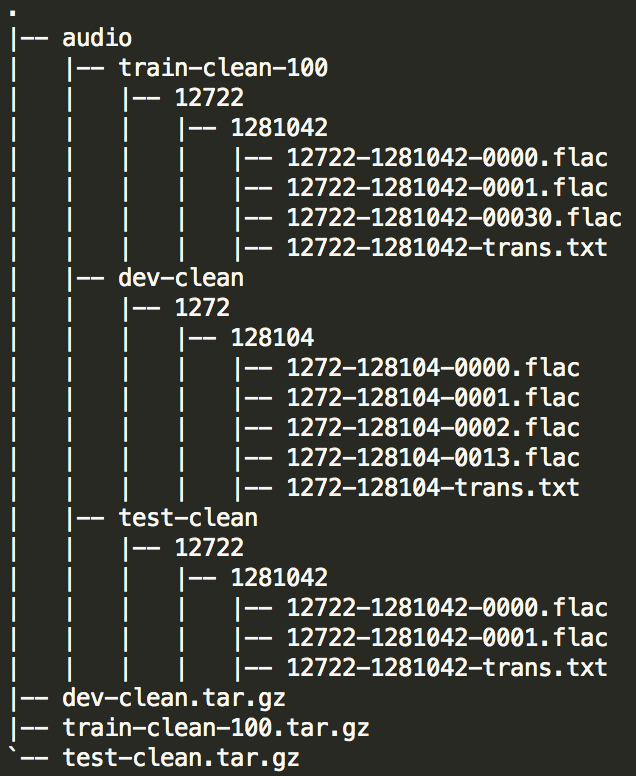 .
|-- audio
|   |-- train-clean-100
|   |   |-- 12722
|   |   |   |-- 1281042
|   |   |   |   |-- 12722-1281042-0000.flac
|   |   |   |   |-- 12722-1281042-0001.flac
|   |   |   |   |-- 12722-1281042-00030.flac
|   |   |   |   |-- 12722-1281042-trans.txt
|   |-- dev-clean
|   |   |-- 1272
|   |   |   |-- 128104
|   |   |   |   |-- 1272-128104-0000.flac
|   |   |   |   |-- 1272-128104-0001.flac
|   |   |   |   |-- 1272-128104-0002.flac
|   |   |   |   |-- 1272-128104-0013.flac
|   |   |   |   |-- 1272-128104-trans.txt
|   |-- test-clean
|   |   |-- 12722
|   |   |   |-- 1281042
|   |   |   |   |-- 12722-1281042-0000.flac
|   |   |   |   |-- 12722-1281042-0001.flac
|   |   |   |   |-- 12722-1281042-trans.txt
|-- dev-clean.tar.gz
|-- train-clean-100.tar.gz
`-- test-clean.tar.gz